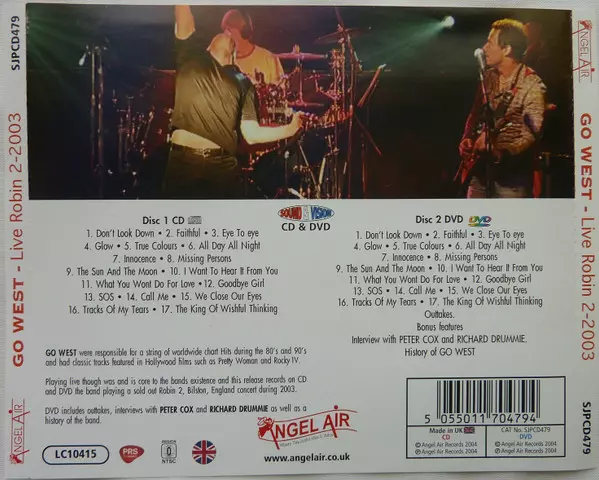 SJPCD479
ANGEL AIR
GO WEST - Live Robin 2-2003
SJPCD479
ANGEL AIR
GO WEST - Live Robin 2-2003
Disc 1 CD
1. Don't Look Down • 2. Faithful • 3. Eye To eye
4. Glow • 5. True Colours • 6. All Day All Night
7. Innocence • 8. Missing Persons
9. The Sun And The Moon • 10. I Want To Hear It From You
11. What You Wont Do For Love • 12. Goodbye Girl
13. SOS • 14. Call Me • 15. We Close Our Eyes
16. Tracks Of My Tears • 17. The King Of Wishful Thinking
SOUND & VISION
CD & DVD
Disc 2 DVD
DVD
1. Don't Look Down • 2. Faithful • 3. Eye To eye
4. Glow • 5. True Colours • 6. All Day All Night
7. Innocence • 8. Missing Persons
9. The Sun And The Moon • 10. I Want To Hear It From You
11. What You Wont Do For Love • 12. Goodbye Girl
13. SOS • 14. Call Me • 15. We Close Our Eyes
16. Tracks Of My Tears • 17. The King Of Wishful Thinking
Outtakes.
Bonus features
Interview with PETER COX and RICHARD DRUMMIE.
History of GO WEST
GO WEST were responsible for a string of worldwide chart Hits during the 80's and 90's
and had classic tracks featured in Hollywood films such as Pretty Woman and Rocky IV.
Playing live though was and is core to the bands existence and this release records on CD
and DVD the band playing a sold out Robin 2, Bilston, England concert during 2003.
DVD includes outtakes, interviews with PETER COX and RICHARD DRUMMIE as well as a
history of the band.
LC10415
PRS
NTSC
ANGEL AIR
www.angelair.co.uk
5 055011 704794
Made in UK
CD
Angel Air Records 2004
Angel Air Records 2004
CAT No. SJPCD479
DVD
Angel Air Records 2004
Angel Air Records 2004
SJPCD479